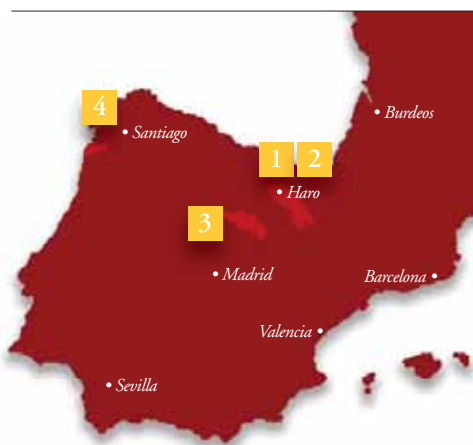 4
• Santiago
• Burdeos
1 2
• Haro
3
• Madrid
Barcelona •
Valencia •
• Sevilla